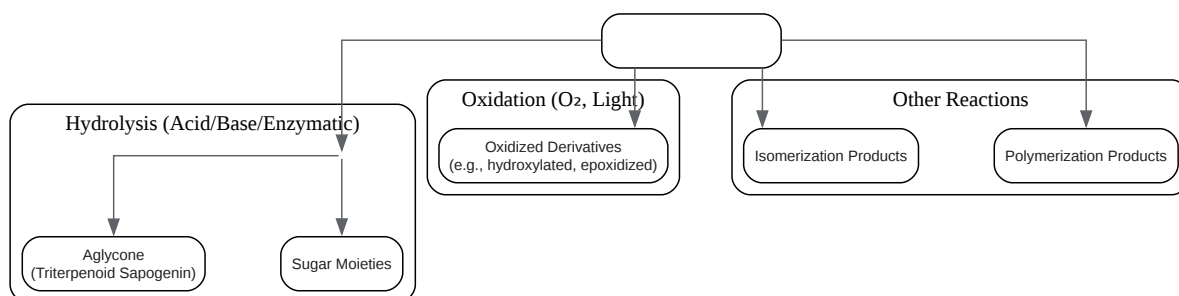 Oxidation (O₂, Light)
Other Reactions
Hydrolysis (Acid/Base/Enzymatic)
Oxidized Derivatives
(e.g., hydroxylated, epoxidized)
Isomerization Products
Polymerization Products
Aglycone
(Triterpenoid Sapogenin)
Sugar Moieties